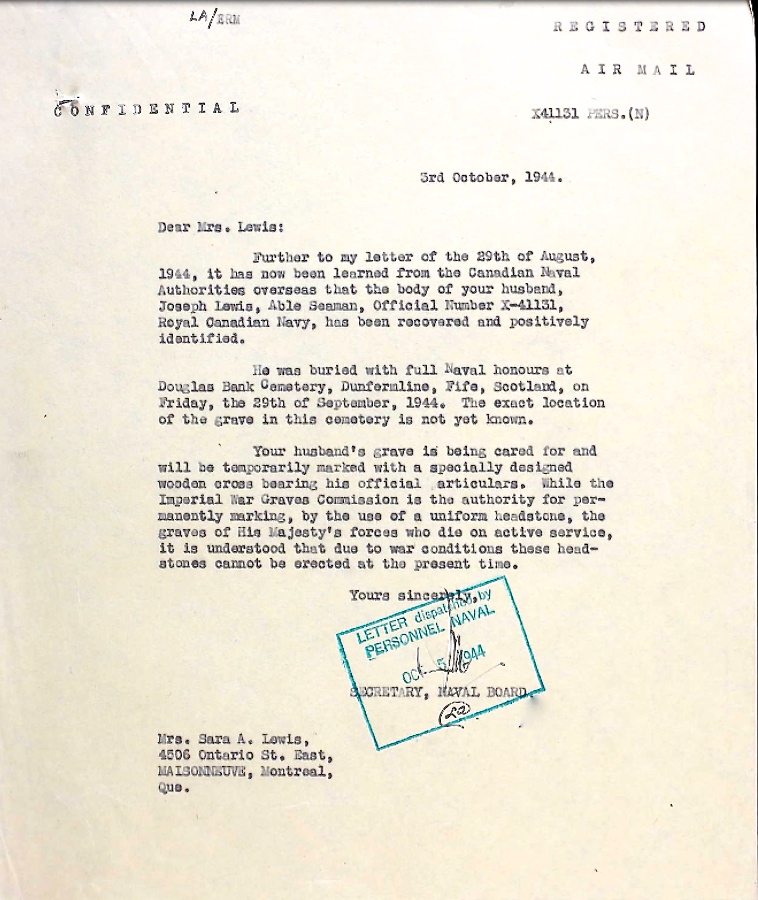 LA/ERM
R E G I S T E R E D
A I R M A I L
C O N F I D E N T I A L
X41131 PERS.(N)
3rd October, 1944.
Dear Mrs. Lewis:
Further to my letter of the 29th of August,
1944, it has now been learned from the Canadian Naval
Authorities overseas that the body of your husband,
Joseph Lewis, Able Seaman, Official Number X-41131,
Royal Canadian Navy, has been recovered and positively
identified.
He was buried with full Naval honours at
Douglas Bank Cemetery, Dunfermline, Fife, Scotland, on
Friday, the 29th of September, 1944. The exact location
of the grave in this cemetery is not yet known.
Your husband's grave is being cared for and
will be temporarily marked with a specially designed
wooden cross bearing his official articulars. While the
Imperial War Graves Commission is the authority for per-
manently marking, by the use of a uniform headstone, the
graves of His Majesty's forces who die on active service,
it is understood that due to war conditions these head-
stones cannot be erected at the present time.
Yours sincerely,
LETTER dispatched by
PERSONNEL NAVAL
OCT 5 1944
SECRETARY, NAVAL BOARD.
Mrs. Sara A. Lewis,
4506 Ontario St. East,
MAISONNEUVE, Montreal,
Que.